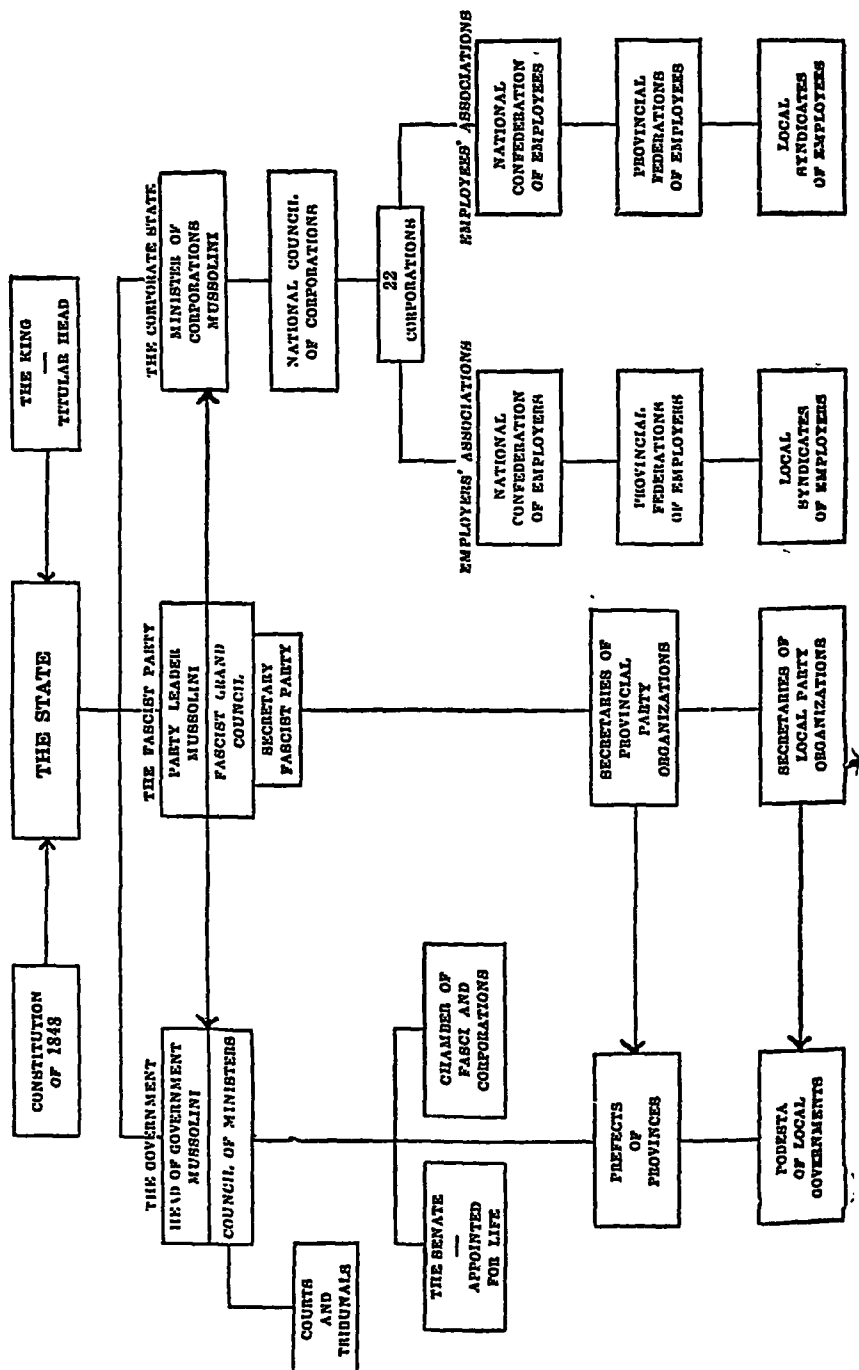 CONSTITUTION
OF 1848
THE STATE
THE KING
—
TITULAR HEAD
THE GOVERNMENT
HEAD OF GOVERNMENT
MUSSOLINI
COUNCIL OF MINISTERS
THE FASCIST PARTY
PARTY LEADER
MUSSOLINI
FASCIST GRAND
COUNCIL
SECRETARY
FASCIST PARTY
THE CORPORATE STATE
MINISTER OF
CORPORATIONS
MUSSOLINI
NATIONAL COUNCIL
OF CORPORATIONS
COURTS
AND
TRIBUNALS
22
CORPORATIONS
THE SENATE
—
APPOINTED
FOR LIFE
CHAMBER OF
FASCI AND
CORPORATIONS
EMPLOYERS' ASSOCIATIONS
NATIONAL
CONFEDERATION
OF EMPLOYERS
EMPLOYEES' ASSOCIATIONS
NATIONAL
CONFEDERATION
OF EMPLOYEES
PREFECTS
OF
PROVINCES
SECRETARIES OF
PROVINCIAL
PARTY
ORGANIZATIONS
PROVINCIAL
FEDERATIONS
OF EMPLOYERS
PROVINCIAL
FEDERATIONS
OF EMPLOYEES
PODESTA
OF LOCAL
GOVERNMENTS
SECRETARIES OF
LOCAL PARTY
ORGANIZATIONS
LOCAL
SYNDICATES
OF EMPLOYERS
LOCAL
SYNDICATES
OF EMPLOYEES